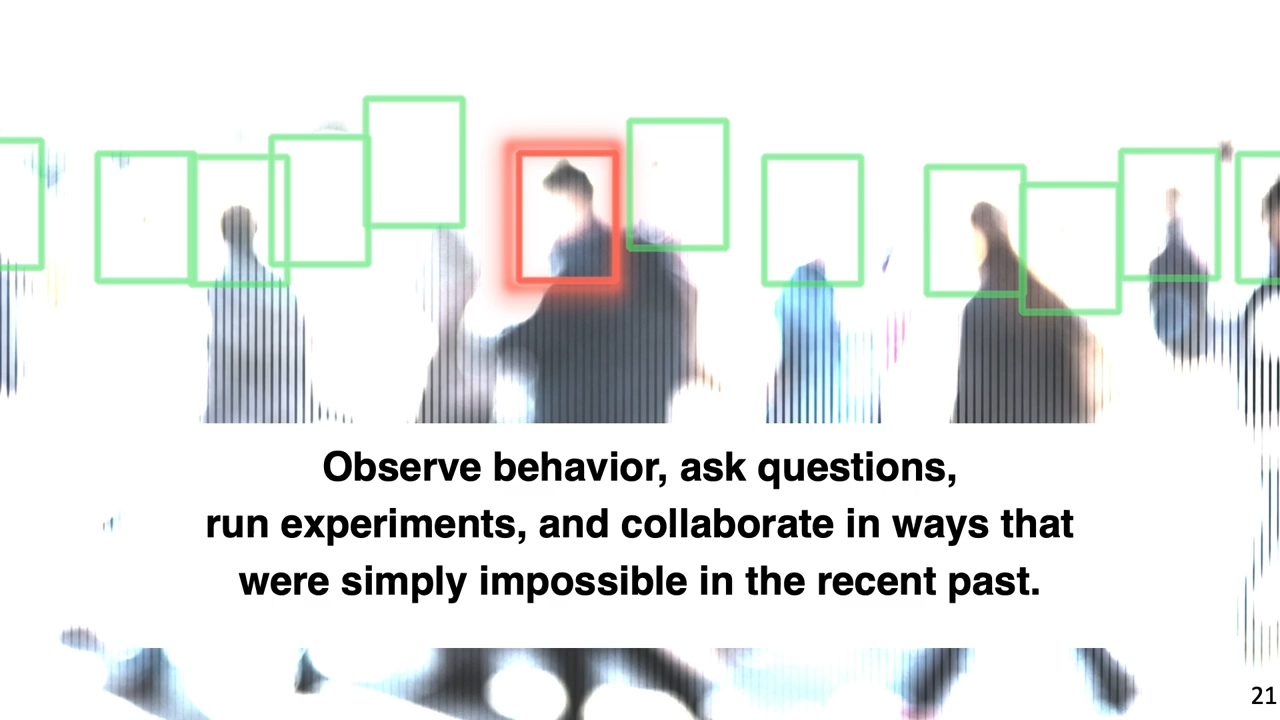 Observe behavior, ask questions,
run experiments, and collaborate in ways that
were simply impossible in the recent past.
21